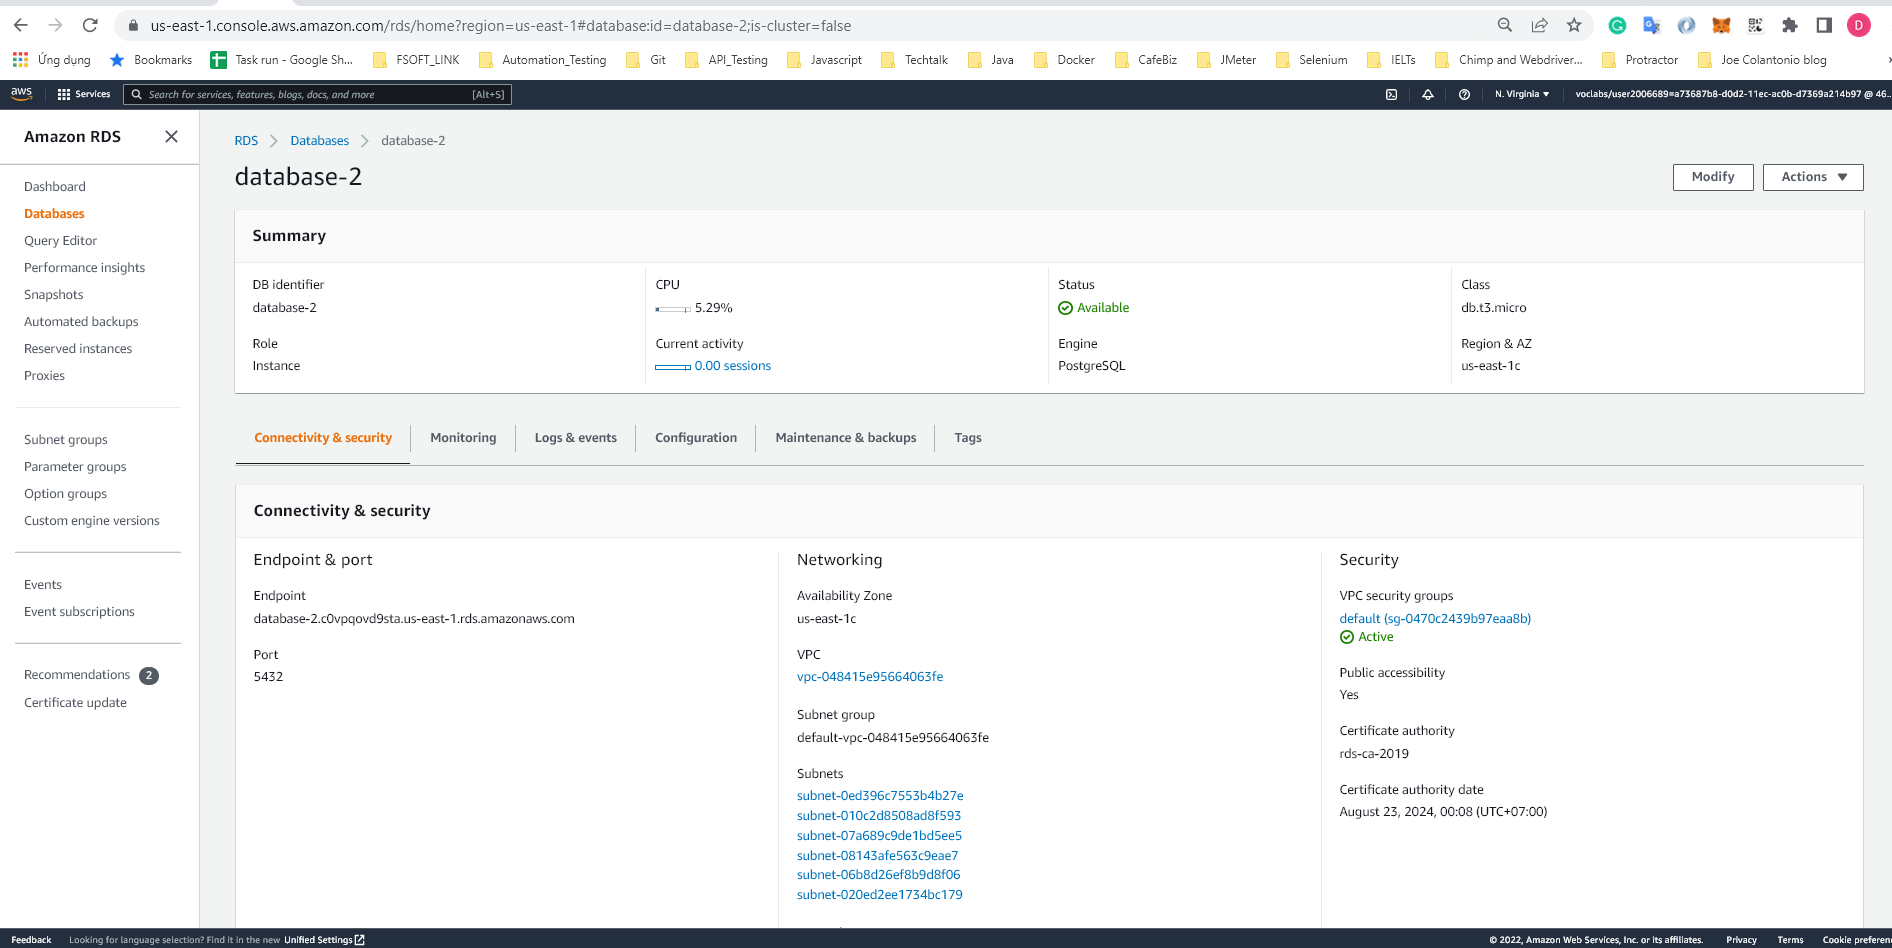 us-east-1.console.aws.amazon.com/rds/home?region=us-east-1#database:id=database-2;is-cluster=false
D
Ứng dụng Bookmarks Task run - Google Sh... FSOFT_LINK Automation_Testing Git API_Testing Javascript Techtalk Java Docker CafeBiz JMeter Selenium IELTs Chimp and Webdriver... Protractor Joe Colantonio blog
aws Services Search for services, features, blogs, docs, and more [Alt+S] N. Virginia voclabs/user2006689=a73687b8-d0d2-11ec-ac0b-d7369a214b97 @ 46...
Amazon RDS
Dashboard
Databases
Query Editor
Performance insights
Snapshots
Automated backups
Reserved instances
Proxies
Subnet groups
Parameter groups
Option groups
Custom engine versions
Events
Event subscriptions
Recommendations 2
Certificate update
RDS Databases database-2
database-2
Modify Actions
Summary
DB identifier
database-2
Role
Instance
CPU
5.29%
Current activity
0.00 sessions
Status
Available
Engine
PostgreSQL
Class
db.t3.micro
Region & AZ
us-east-1c
Connectivity & security Monitoring Logs & events Configuration Maintenance & backups Tags
Connectivity & security
Endpoint & port
Endpoint
database-2.c0vpqovd9sta.us-east-1.rds.amazonaws.com
Port
5432
Networking
Availability Zone
us-east-1c
VPC
vpc-048415e95664063fe
Subnet group
default-vpc-048415e95664063fe
Subnets
subnet-0ed396c7553b4b27e
subnet-010c2d8508ad8f593
subnet-07a689c9de1bd5ee5
subnet-08143afe563c9eae7
subnet-06b8d26ef8b9d8f06
subnet-020ed2ee1734bc179
Security
VPC security groups
default (sg-0470c2439b97eaa8b)
Active
Public accessibility
Yes
Certificate authority
rds-ca-2019
Certificate authority date
August 23, 2024, 00:08 (UTC+07:00)
Feedback Looking for language selection? Find it in the new Unified Settings © 2022, Amazon Web Services, Inc. or its affiliates. Privacy Terms Cookie preferen